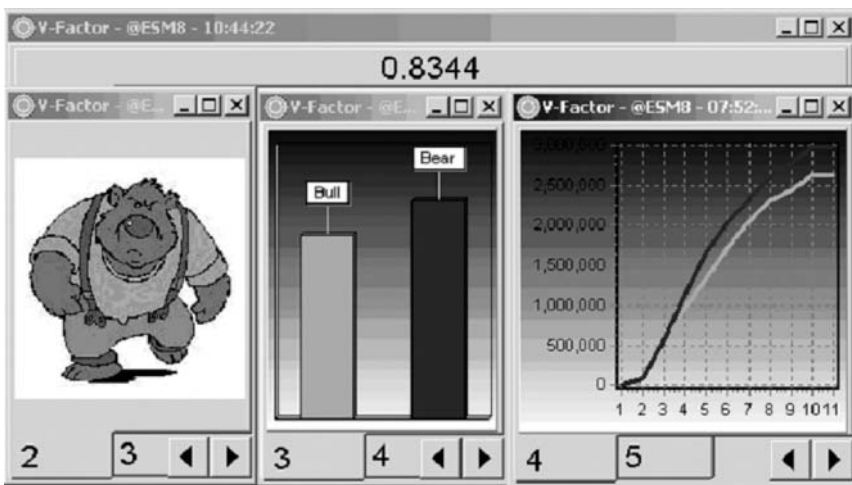 V-Factor - @ESM8 - 10:44:22
0.8344
V-Factor - @E...
V-Factor - @E...
V-Factor - @ESM8 - 07:52:...
Bull
Bear
3,000,000
2,500,000
2,000,000
1,500,000
1,000,000
500,000
0
1 2 3 4 5 6 7 8 9 10 11
2 3
3 4
4 5